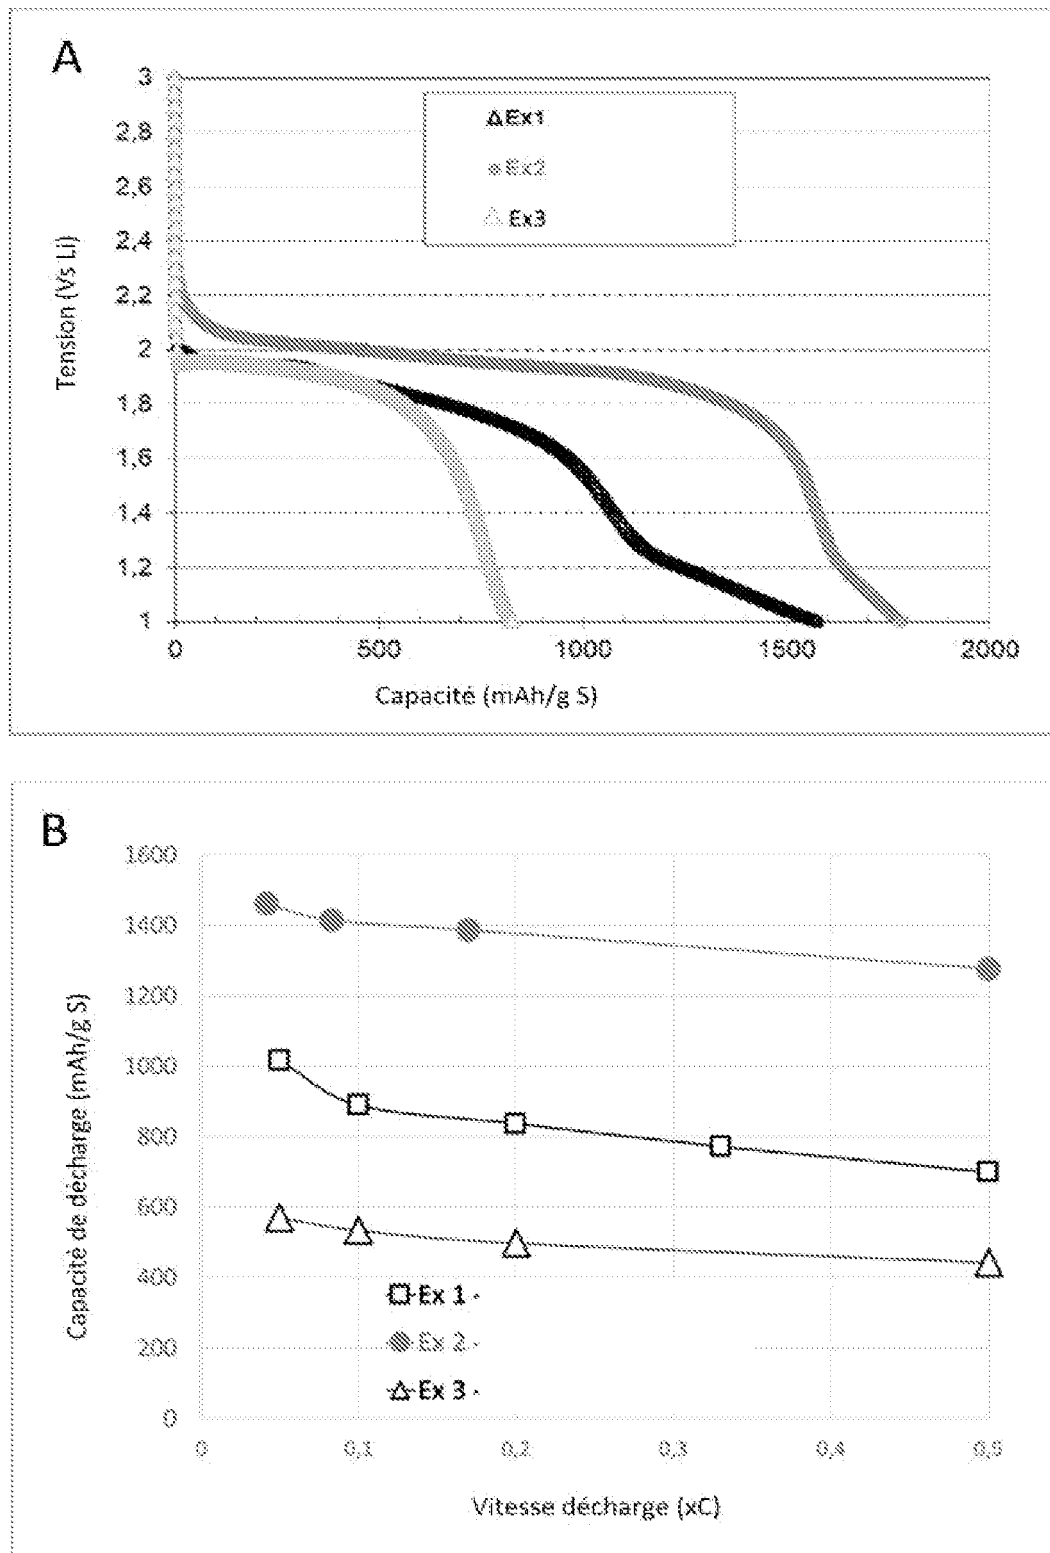 A
3
2,8
2,6
2,4
2,2
2
1,8
1,6
1,4
1,2
1
Tension (Vs Li)
Ex1
Ex2
Ex3
0 500 1000 1500 2000
Capacité (mAh/g S)
B
1600
1400
1200
1000
800
600
400
200
0
Capacité de décharge (mAh/g S)
Ex 1
Ex 2
Ex 3
0 0,1 0,2 0,3 0,4 0,5
Vitesse décharge (xC)